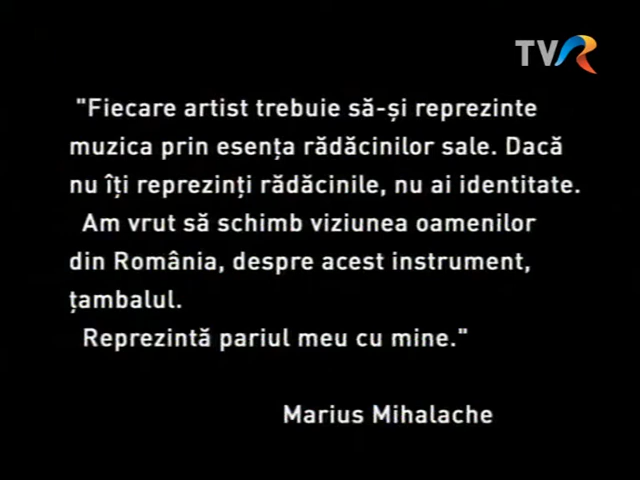 TVR
"Fiecare artist trebuie să-și reprezinte
muzica prin esența rădăcinilor sale. Dacă
nu îți reprezinți rădăcinile, nu ai identitate.
Am vrut să schimb viziunea oamenilor
din România, despre acest instrument,
țambalul.
Reprezintă pariul meu cu mine."
Marius Mihalache